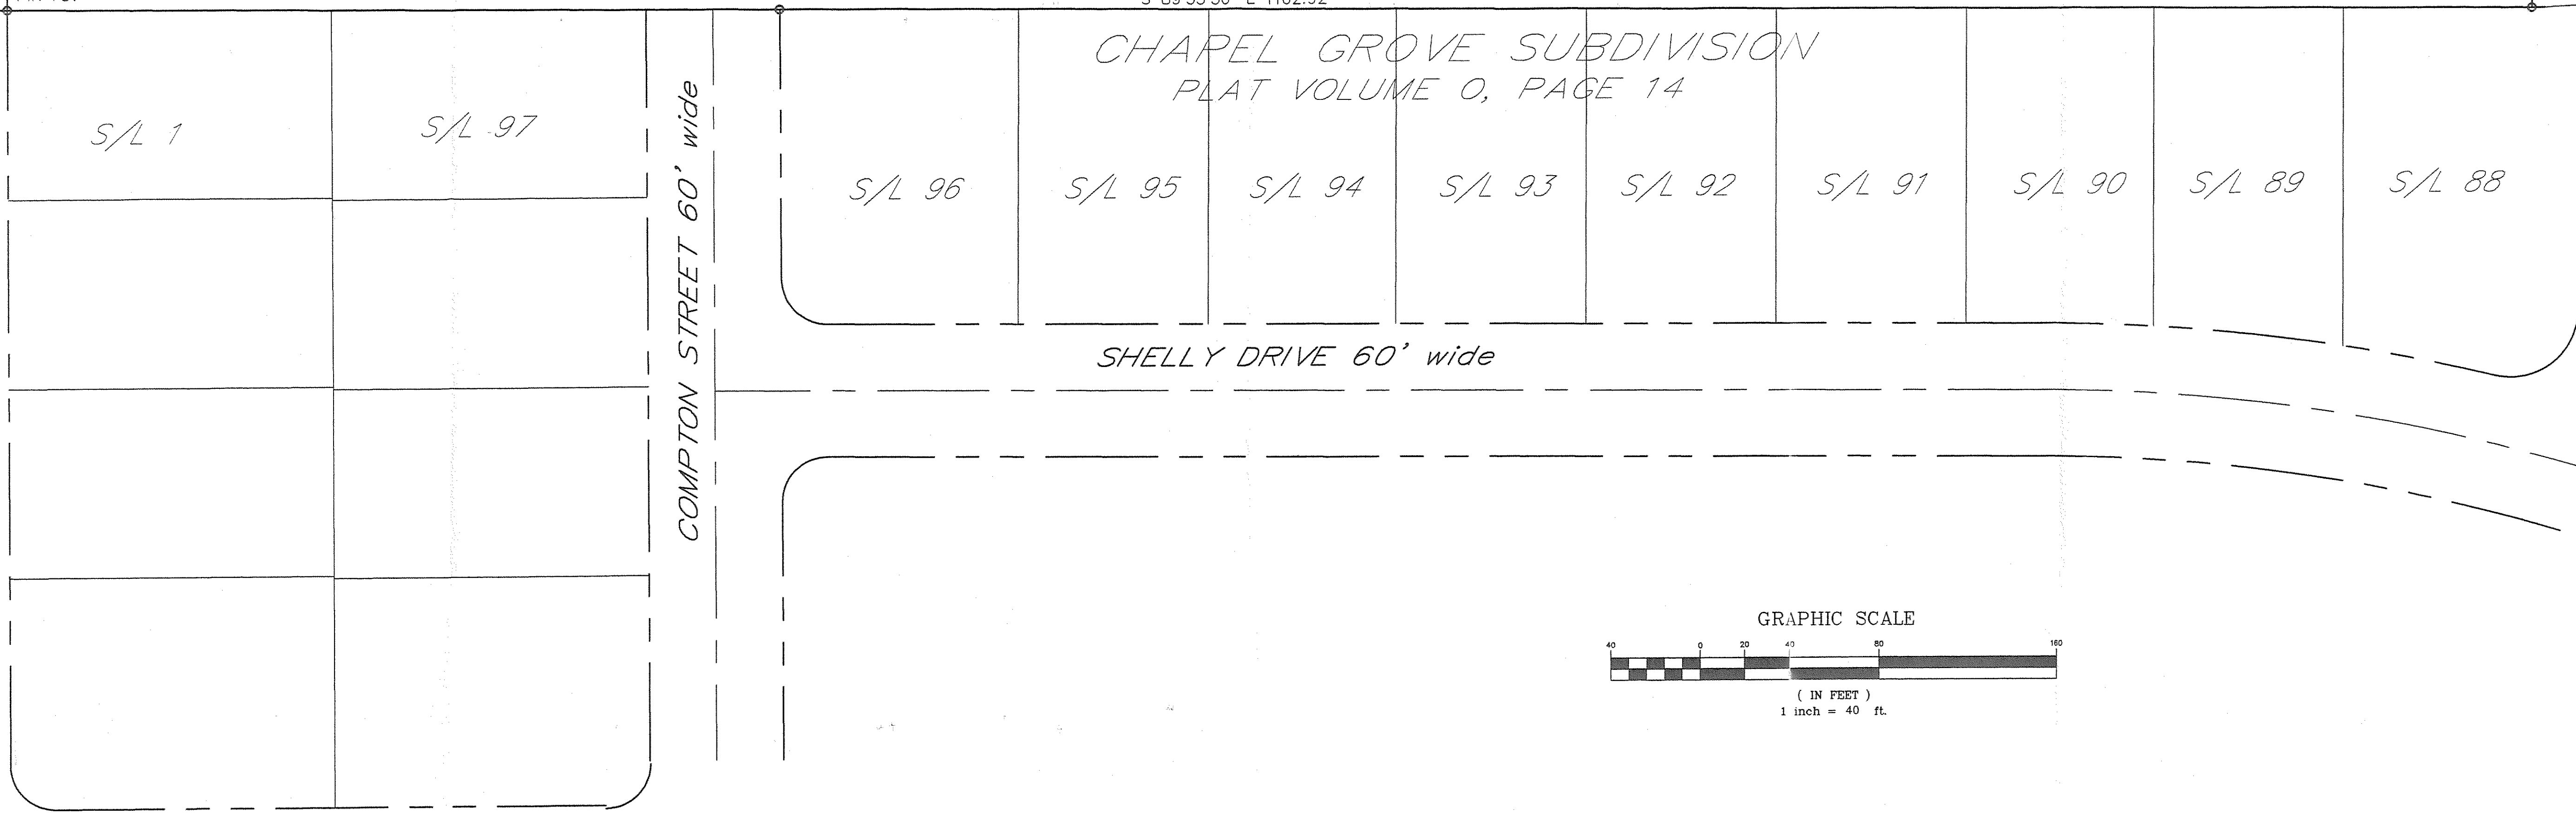 CHAPEL GROVE SUBDIVISION
PLAT VOLUME O, PAGE 14
S/L 1
S/L 97
COMPTON STREET 60' wide
S/L 96
S/L 95
S/L 94
S/L 93
S/L 92
S/L 91
S/L 90
S/L 89
S/L 88
SHELLY DRIVE 60' wide
GRAPHIC SCALE
40 0 20 40 80 160
( IN FEET )
1 inch = 40 ft.